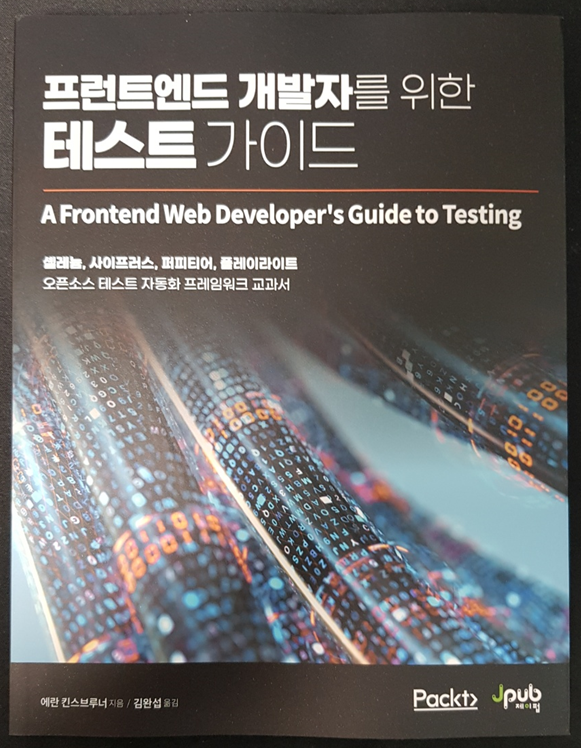 프런트엔드 개발자를 위한
테스트 가이드
A Frontend Web Developer's Guide to Testing
셀레늄, 사이프러스, 퍼피티어, 플레이라이트
오픈소스 테스트 자동화 프레임워크 교과서
에란 킨스브루너 지음 / 김완섭 옮김
Packt>
Jpub
제이펍